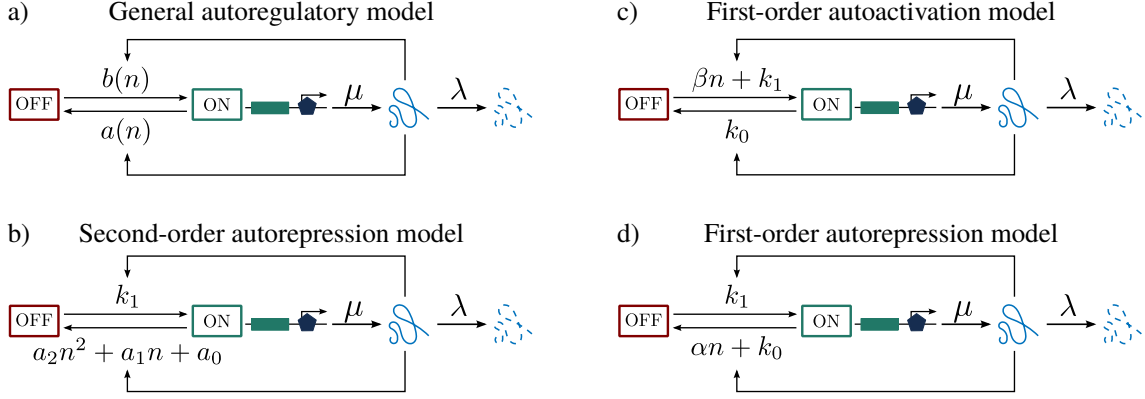 a) General autoregulatory model
b(n)
OFF ON μ λ
a(n)
b) Second-order autorepression model
k₁
OFF ON μ λ
a₂n² + a₁n + a₀
c) First-order autoactivation model
βn + k₁
OFF ON μ λ
k₀
d) First-order autorepression model
k₁
OFF ON μ λ
αn + k₀